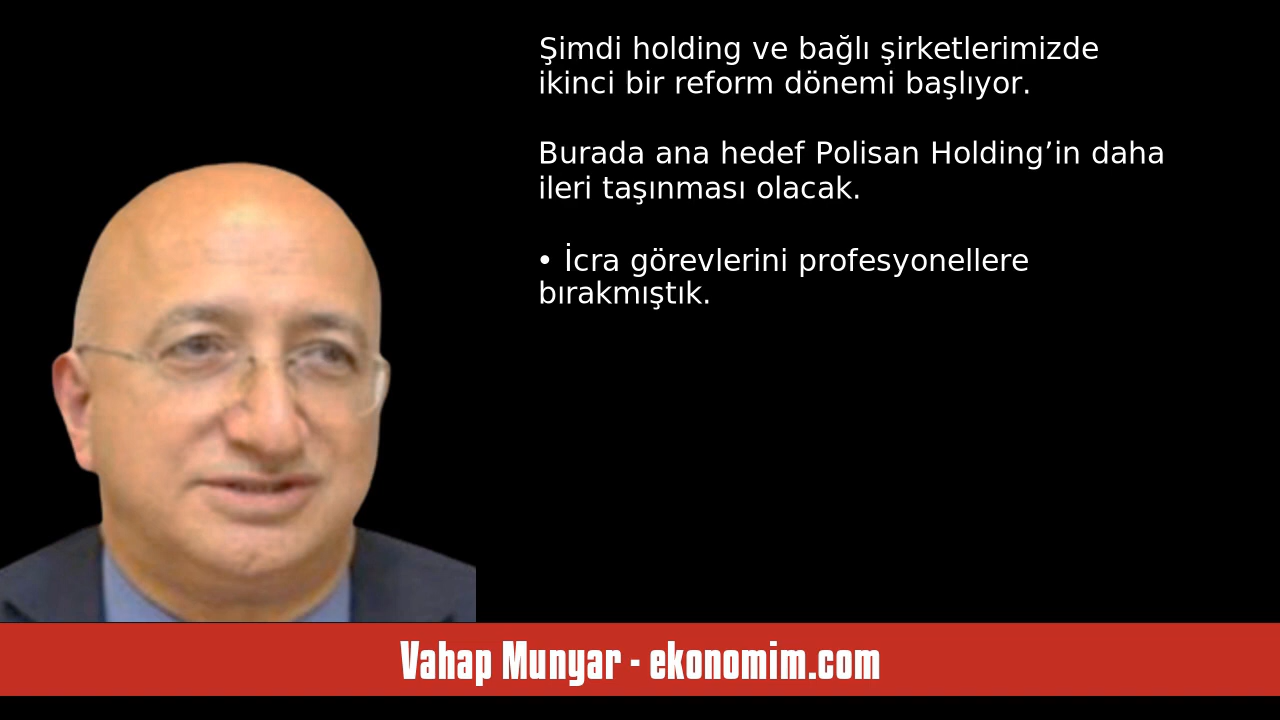 Şimdi holding ve bağlı şirketlerimizde
ikinci bir reform dönemi başlıyor.
Burada ana hedef Polisan Holding’in daha
ileri taşınması olacak.
• İcra görevlerini profesyonellere
bırakmıştık.
Vahap Munyar - ekonomim.com